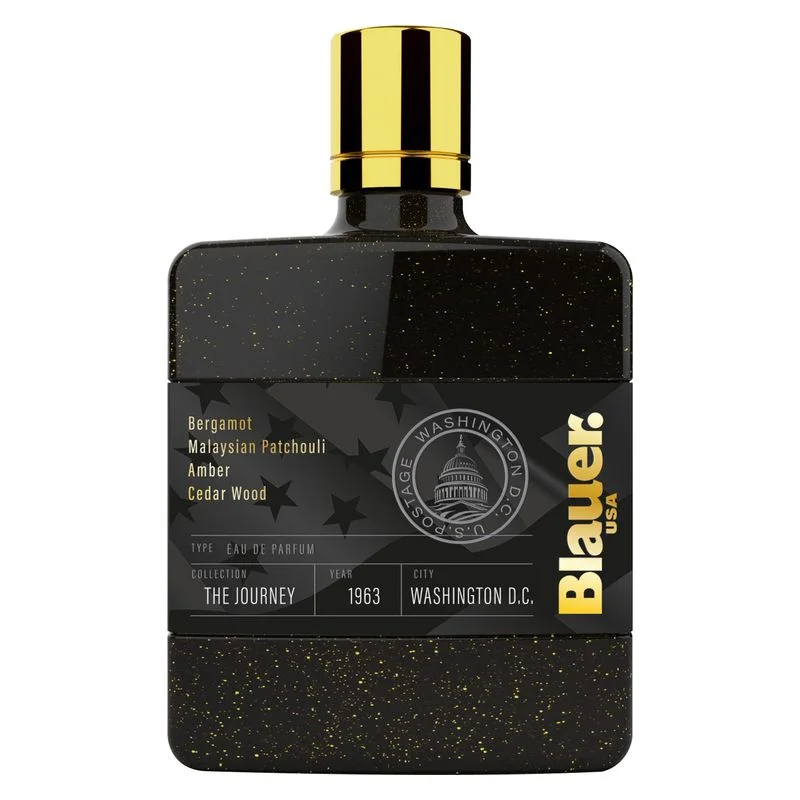 Bergamot
Malaysian Patchouli
Amber
Cedar Wood
WASHINGTON D.C. U.S. POSTAGE
TYPE EAU DE PARFUM
COLLECTION
THE JOURNEY
YEAR
1963
CITY
WASHINGTON D.C.
Blauer.
USA